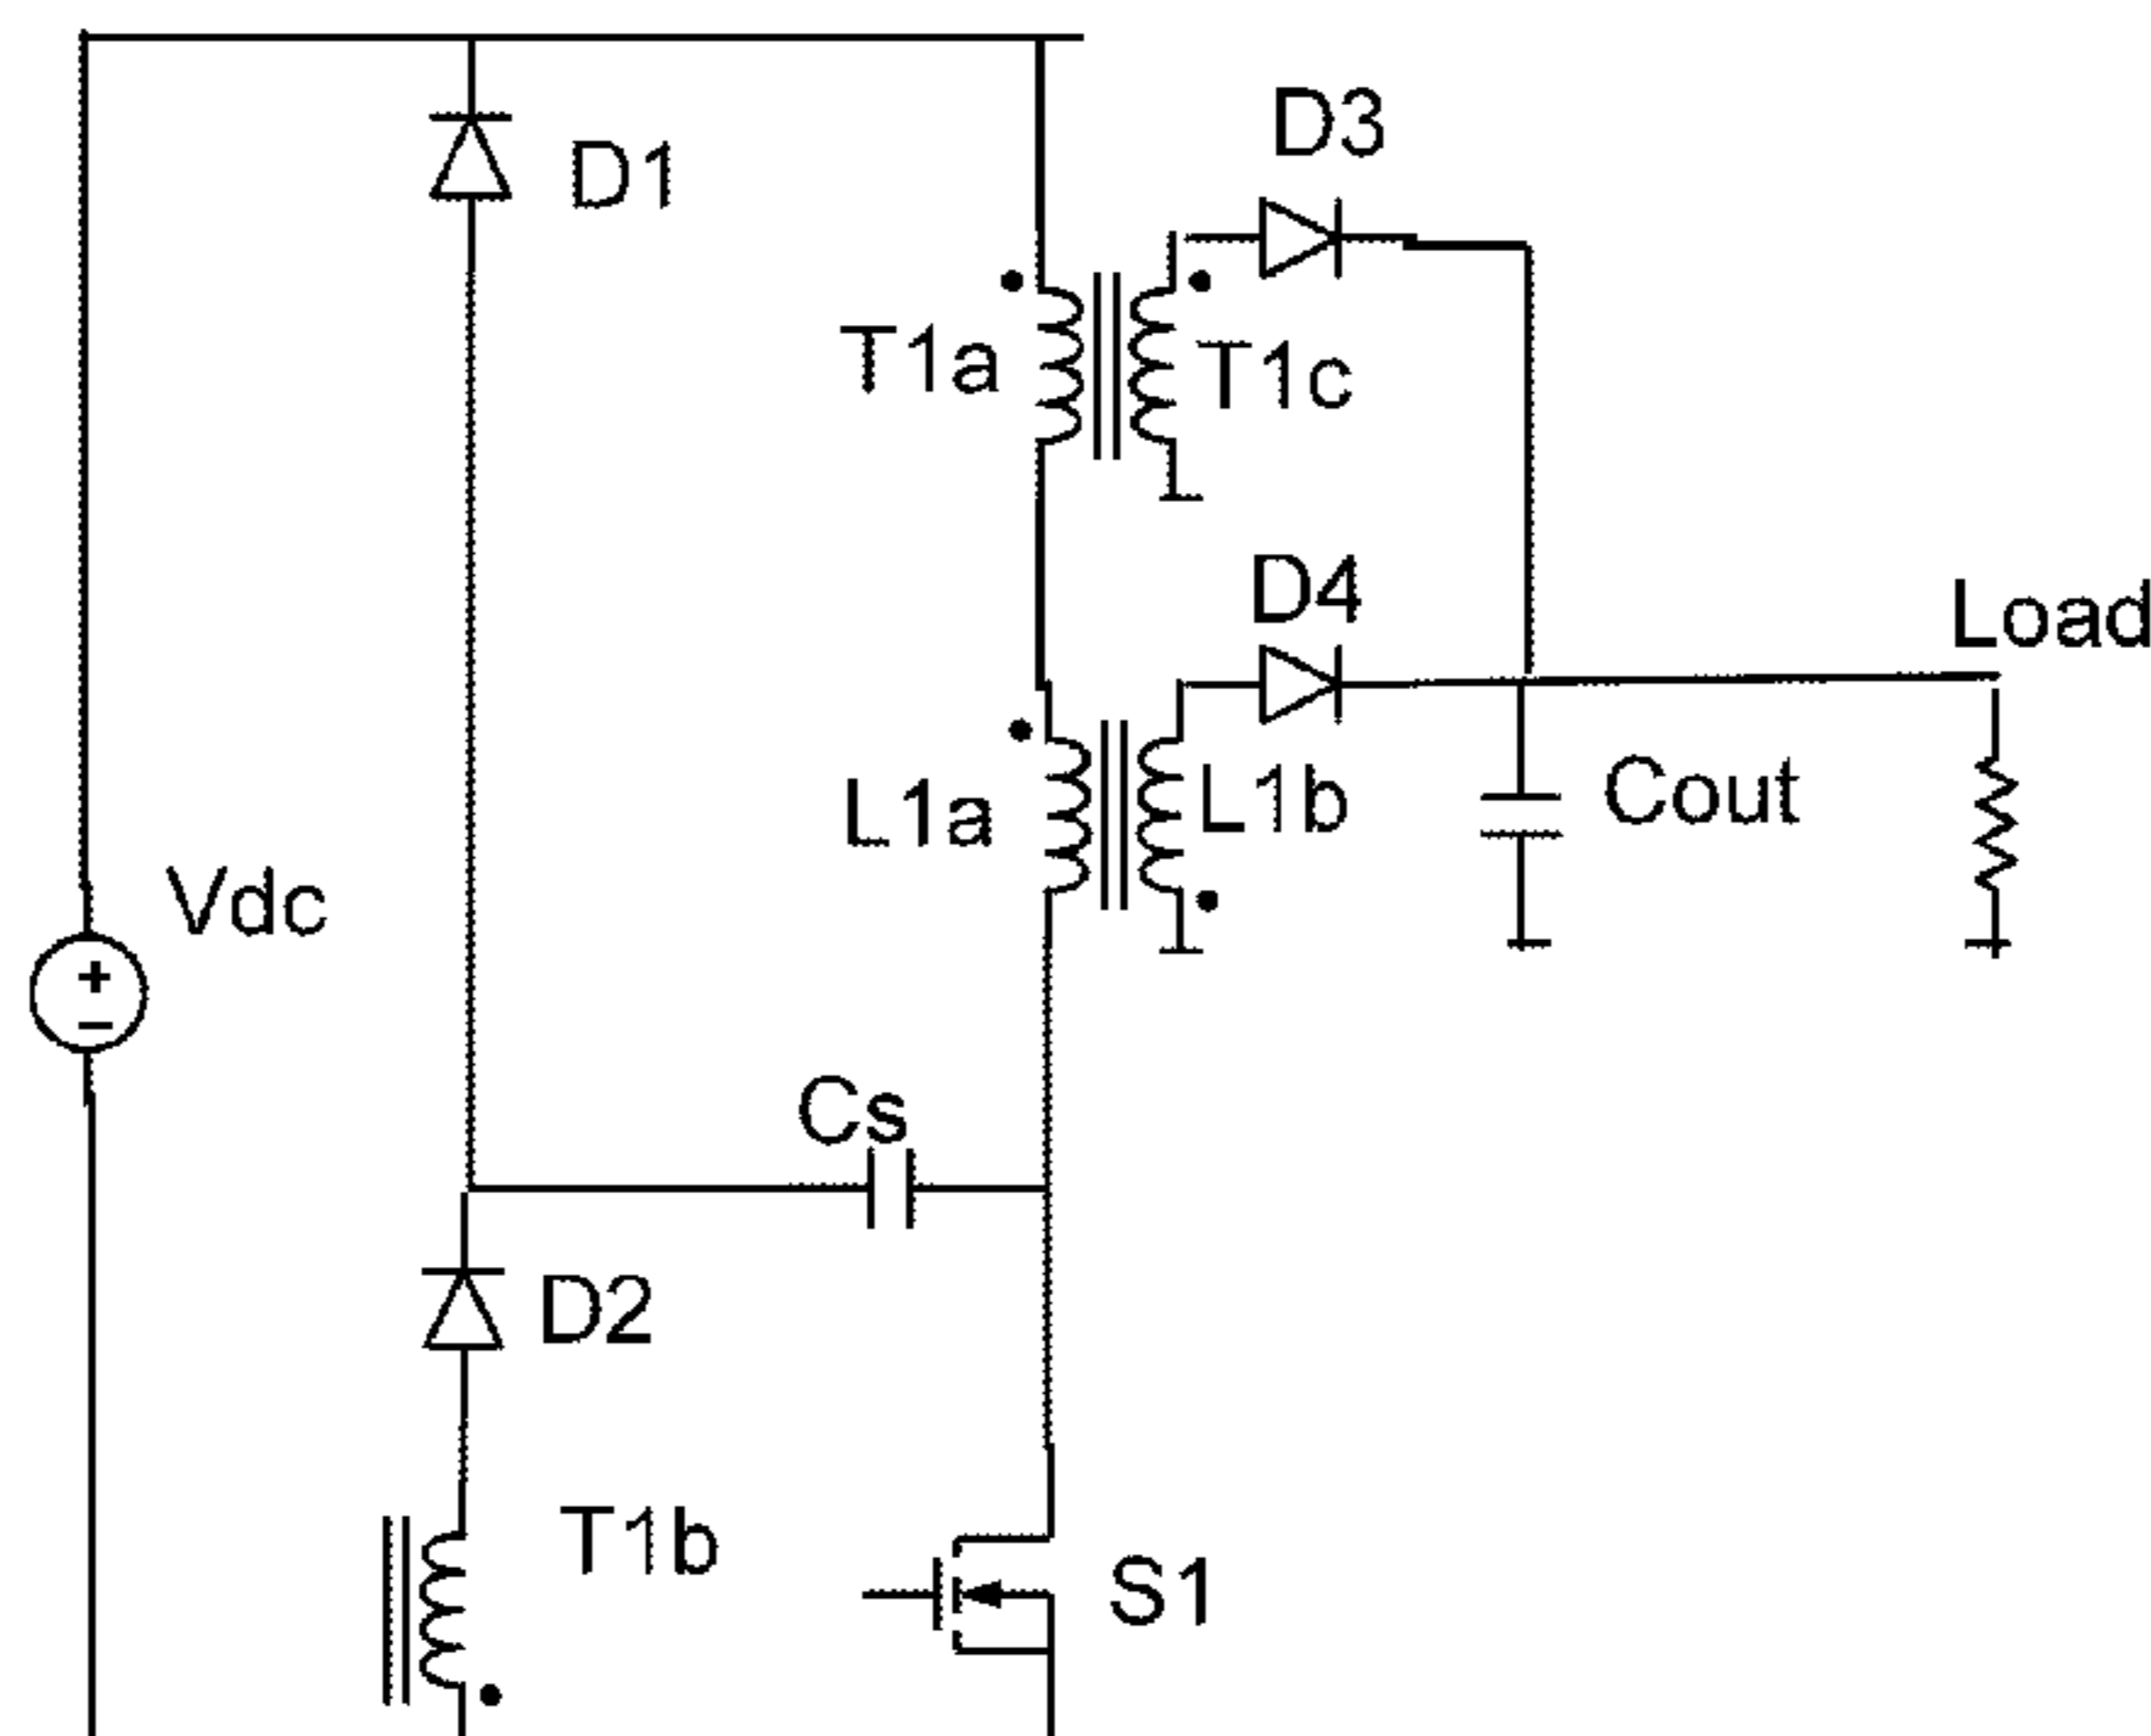 D3
D1
T1a
T1c
D4
Load
L1a
L1b
Cout
Vdc
+
−
Cs
D2
T1b
S1